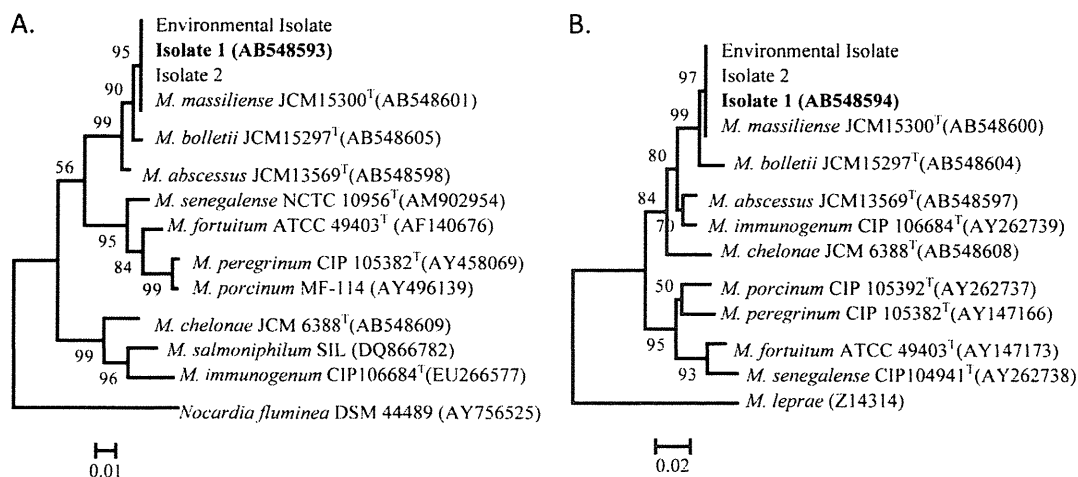 A.
Environmental Isolate
95
Isolate 1 (AB548593)
Isolate 2
90
M. massiliense JCM15300T(AB548601)
99
M. bolletii JCM15297T(AB548605)
56
M. abscessus JCM13569T(AB548598)
M. senegalense NCTC 10956T(AM902954)
95
M. fortuitum ATCC 49403T (AF140676)
84
M. peregrinum CIP 105382T(AY458069)
99
M. porcinum MF-114 (AY496139)
M. chelonae JCM 6388T(AB548609)
99
M. salmoniphilum SIL (DQ866782)
96
M. immunogenum CIP106684T(EU266577)
Nocardia fluminea DSM 44489 (AY756525)
0.01
B.
Environmental Isolate
97
Isolate 2
Isolate 1 (AB548594)
99
M. massiliense JCM15300T(AB548600)
80
M. bolletii JCM15297T(AB548604)
84
M. abscessus JCM13569T(AB548597)
M. immunogenum CIP 106684T(AY262739)
M. chelonae JCM 6388T(AB548608)
50
M. porcinum CIP 105392T(AY262737)
M. peregrinum CIP 105382T(AY147166)
95
M. fortuitum ATCC 49403T(AY147173)
93
M. senegalense CIP104941T(AY262738)
M. leprae (Z14314)
0.02